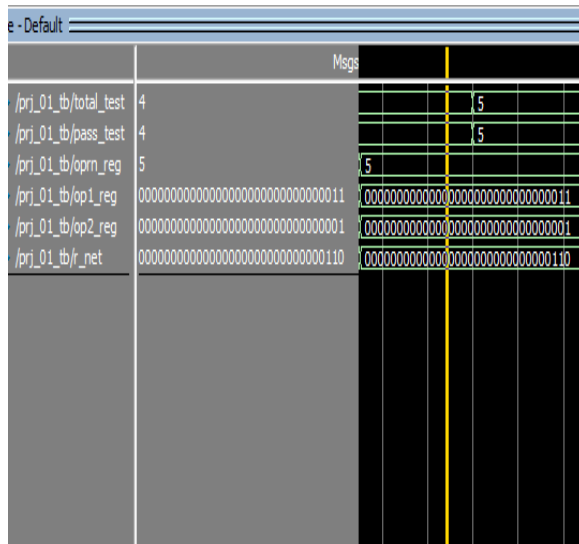 e - Default
Msgs
/prj_01_tb/total_test 4 5
/prj_01_tb/pass_test 4 5
/prj_01_tb/oprn_reg 5 5
/prj_01_tb/op1_reg 00000000000000000000000000000011 00000000000000000000000000000011
/prj_01_tb/op2_reg 00000000000000000000000000000001 00000000000000000000000000000001
/prj_01_tb/r_net 00000000000000000000000000000110 00000000000000000000000000000110